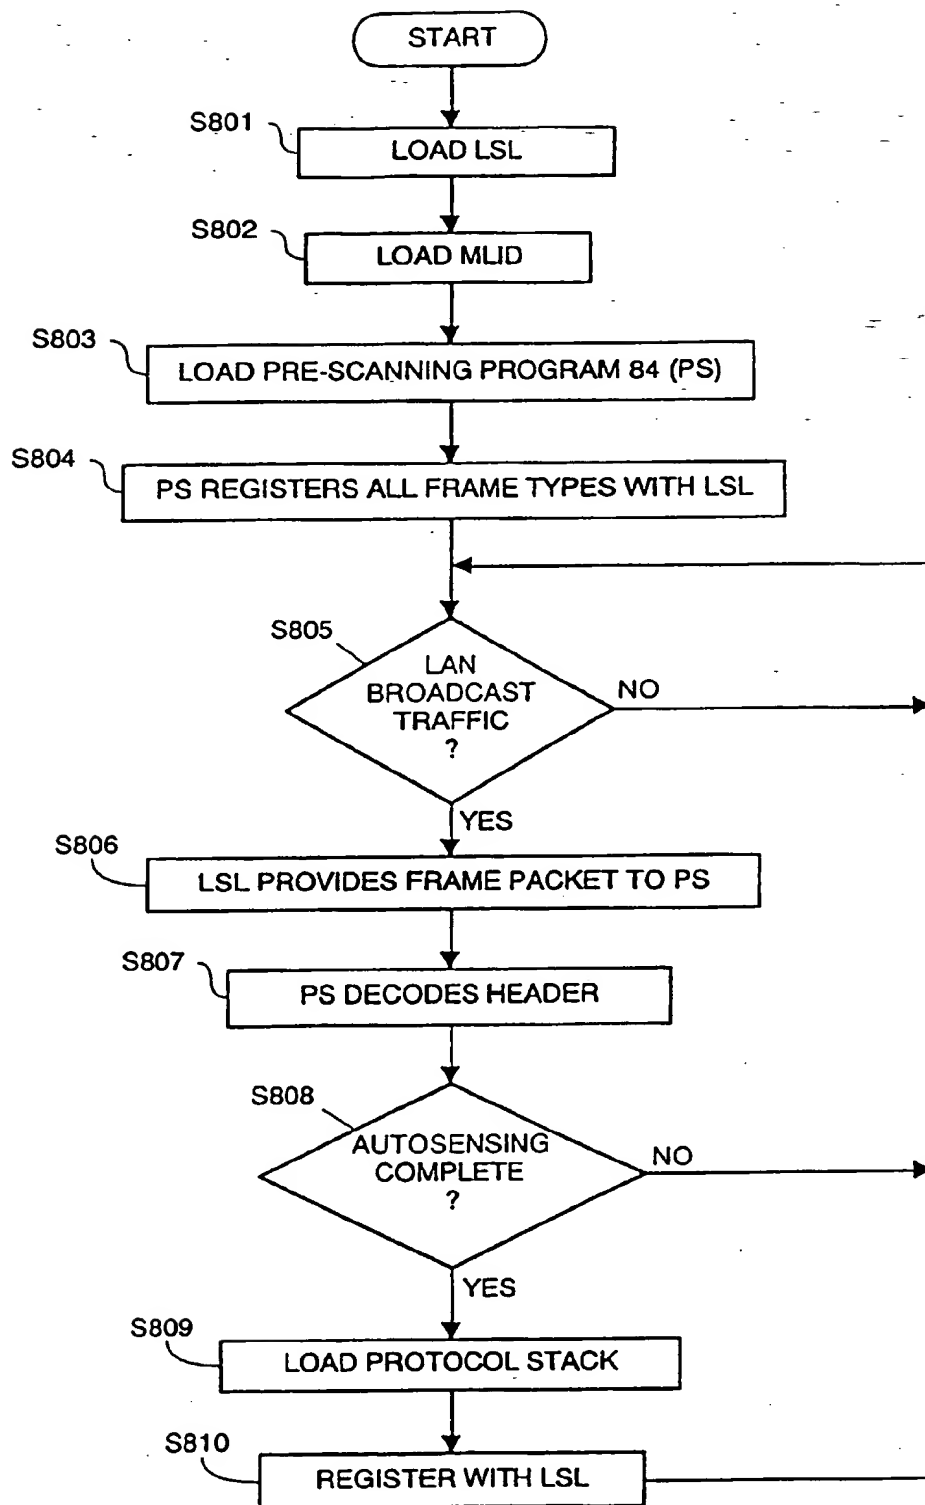 START
S801
LOAD LSL
S802
LOAD MLID
S803
LOAD PRE-SCANNING PROGRAM 84 (PS)
S804
PS REGISTERS ALL FRAME TYPES WITH LSL
S805
LAN
BROADCAST
TRAFFIC
?
NO
YES
S806
LSL PROVIDES FRAME PACKET TO PS
S807
PS DECODES HEADER
S808
AUTOSENSING
COMPLETE
?
NO
YES
S809
LOAD PROTOCOL STACK
S810
REGISTER WITH LSL